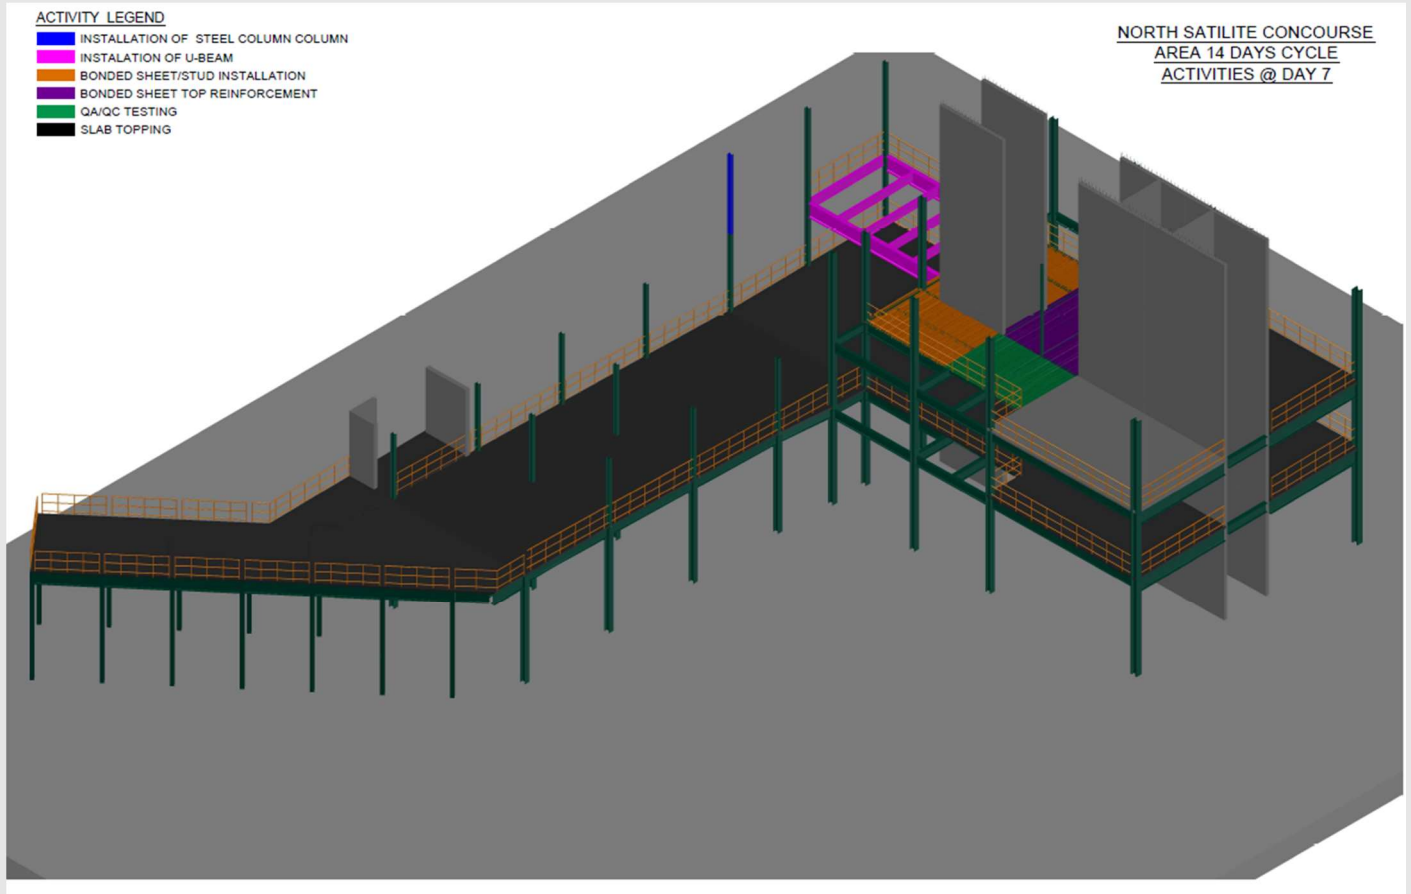 ACTIVITY LEGEND
INSTALLATION OF STEEL COLUMN COLUMN
INSTALATION OF U-BEAM
BONDED SHEET/STUD INSTALLATION
BONDED SHEET TOP REINFORCEMENT
QA/QC TESTING
SLAB TOPPING
NORTH SATILITE CONCOURSE
AREA 14 DAYS CYCLE
ACTIVITIES @ DAY 7